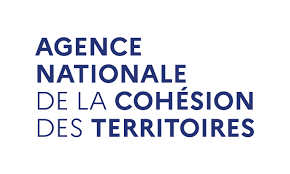 AGENCE
NATIONALE
DE LA COHÉSION
DES TERRITOIRES